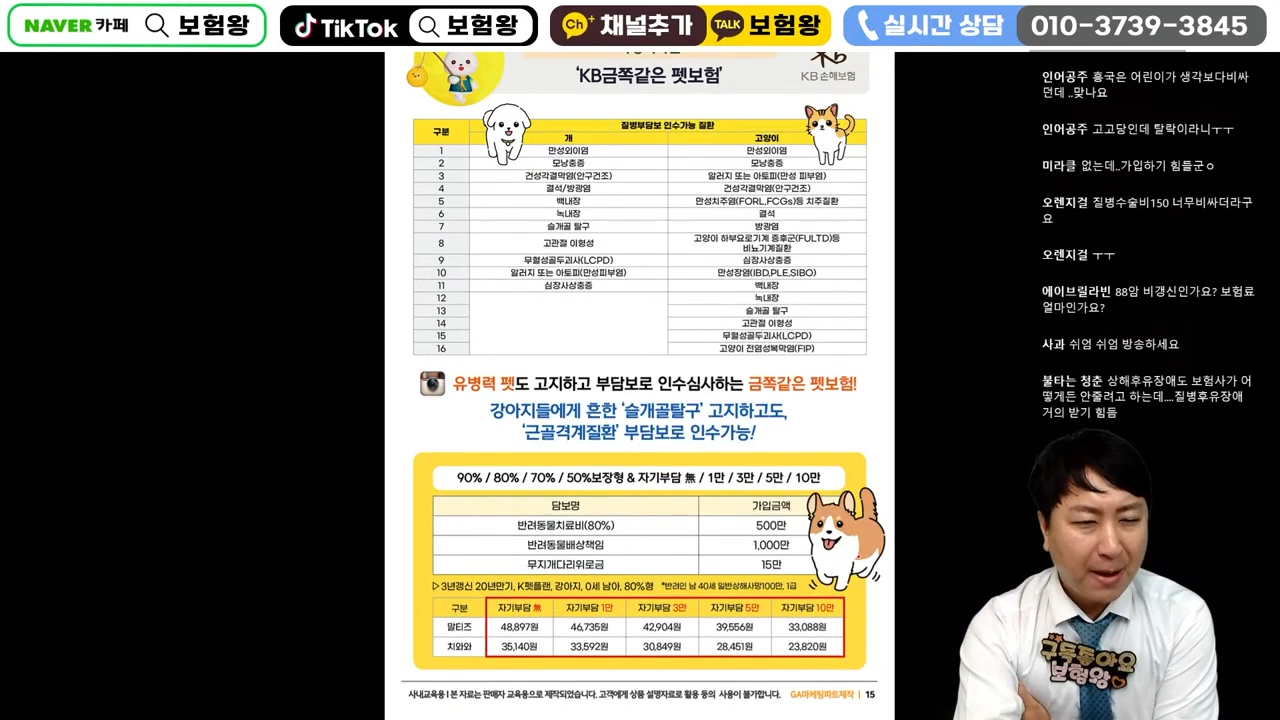 NAVER 카페 보험왕
TikTok 보험왕
Ch+ 채널추가 TALK 보험왕
실시간 상담 010-3739-3845
'KB금쪽같은 펫보험'
KB 손해보험
구분 질병부담보 인수가능 질환
개 고양이
1 만성외이염 만성외이염
2 모낭충증 모낭충증
3 건성각결막염(안구건조) 알러지 또는 아토피(만성 피부염)
4 결석/방광염 건성각결막염(안구건조)
5 백내장 만성치주염(FORL,FCGs)등 치주질환
6 녹내장 결석
7 슬개골 탈구 방광염
8 고관절 이형성 고양이 하부요로기계 증후군(FULTD)등
비뇨기계질환
9 무혈성골두괴사(LCPD) 심장사상충증
10 알러지 또는 아토피(만성피부염) 만성장염(IBD,PLE,SIBO)
11 심장사상충증 백내장
12 녹내장
13 슬개골 탈구
14 고관절 이형성
15 무혈성골두괴사(LCPD)
16 고양이 전염성복막염(FIP)
유병력 펫도 고지하고 부담보로 인수심사하는 금쪽같은 펫보험!
강아지들에게 흔한 '슬개골탈구' 고지하고도,
'근골격계질환' 부담보로 인수가능!
90% / 80% / 70% / 50%보장형 & 자기부담 無 / 1만 / 3만 / 5만 / 10만
담보명 가입금액
반려동물치료비(80%) 500만
반려동물배상책임 1,000만
무지개다리위로금 15만
▷3년갱신 20년만기, K펫플랜, 강아지, 0세 남아, 80%형 *반려인 남 40세 일반상해사망100만, 1급
구분 자기부담 無 자기부담 1만 자기부담 3만 자기부담 5만 자기부담 10만
말티즈 48,897원 46,735원 42,904원 39,556원 33,088원
치와와 35,140원 33,592원 30,849원 28,451원 23,820원
사내교육용 | 본 자료는 판매자 교육용으로 제작되었습니다. 고객에게 상품 설명자료로 활용 등의 사용이 불가합니다. GA마케팅파트제작 | 15
인어공주 흥국은 어린이가 생각보다비싸
던데 ..맞나요
인어공주 고고당인데 탈락이라니ㅜㅜ
미라클 없는데..가입하기 힘들군ㅇ
오렌지걸 질병수술비150 너무비싸더라구
요
오렌지걸 ㅜㅜ
에이브릴라빈 88암 비갱신인가요? 보험료
얼마인가요?
사과 쉬엄 쉬엄 방송하세요
불타는 청춘 상해후유장애도 보험사가 어
떻게든 안줄려고 하는데....질병후유장애
거의 받기 힘듬
구독좋아요
보험왕